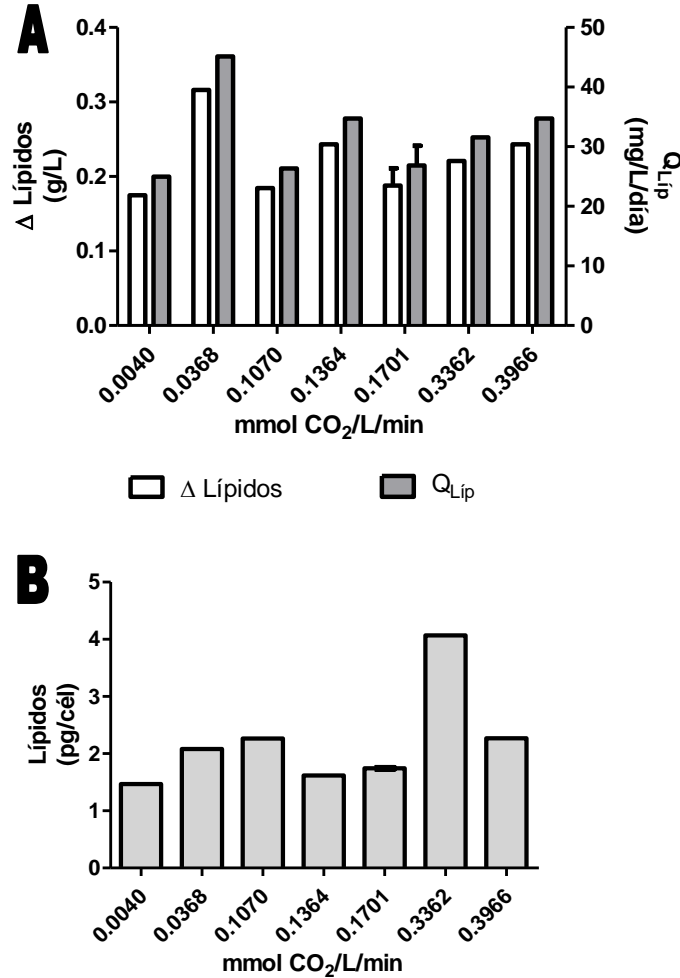 A
Δ Lípidos
(g/L)
0.4
0.3
0.2
0.1
0.0
50
40
30
20
10
0
Q Líp
(mg/L/día)
0.0040
0.0368
0.1070
0.1364
0.1701
0.3362
0.3966
mmol CO₂/L/min
Δ Lípidos
Q Líp
B
Lípidos
(pg/cél)
5
4
3
2
1
0
0.0040
0.0368
0.1070
0.1364
0.1701
0.3362
0.3966
mmol CO₂/L/min